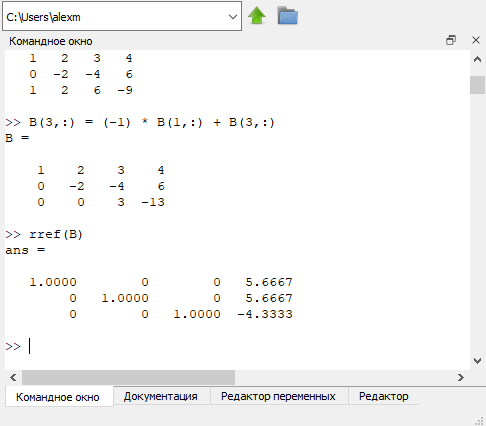 C:\Users\alexm
Командное окно
1 2 3 4
0 -2 -4 6
1 2 6 -9
>> B(3,:) = (-1) * B(1,:) + B(3,:)
B =
1 2 3 4
0 -2 -4 6
0 0 3 -13
>> rref(B)
ans =
1.0000 0 0 5.6667
0 1.0000 0 5.6667
0 0 1.0000 -4.3333
>>
Командное окно Документация Редактор переменных Редактор